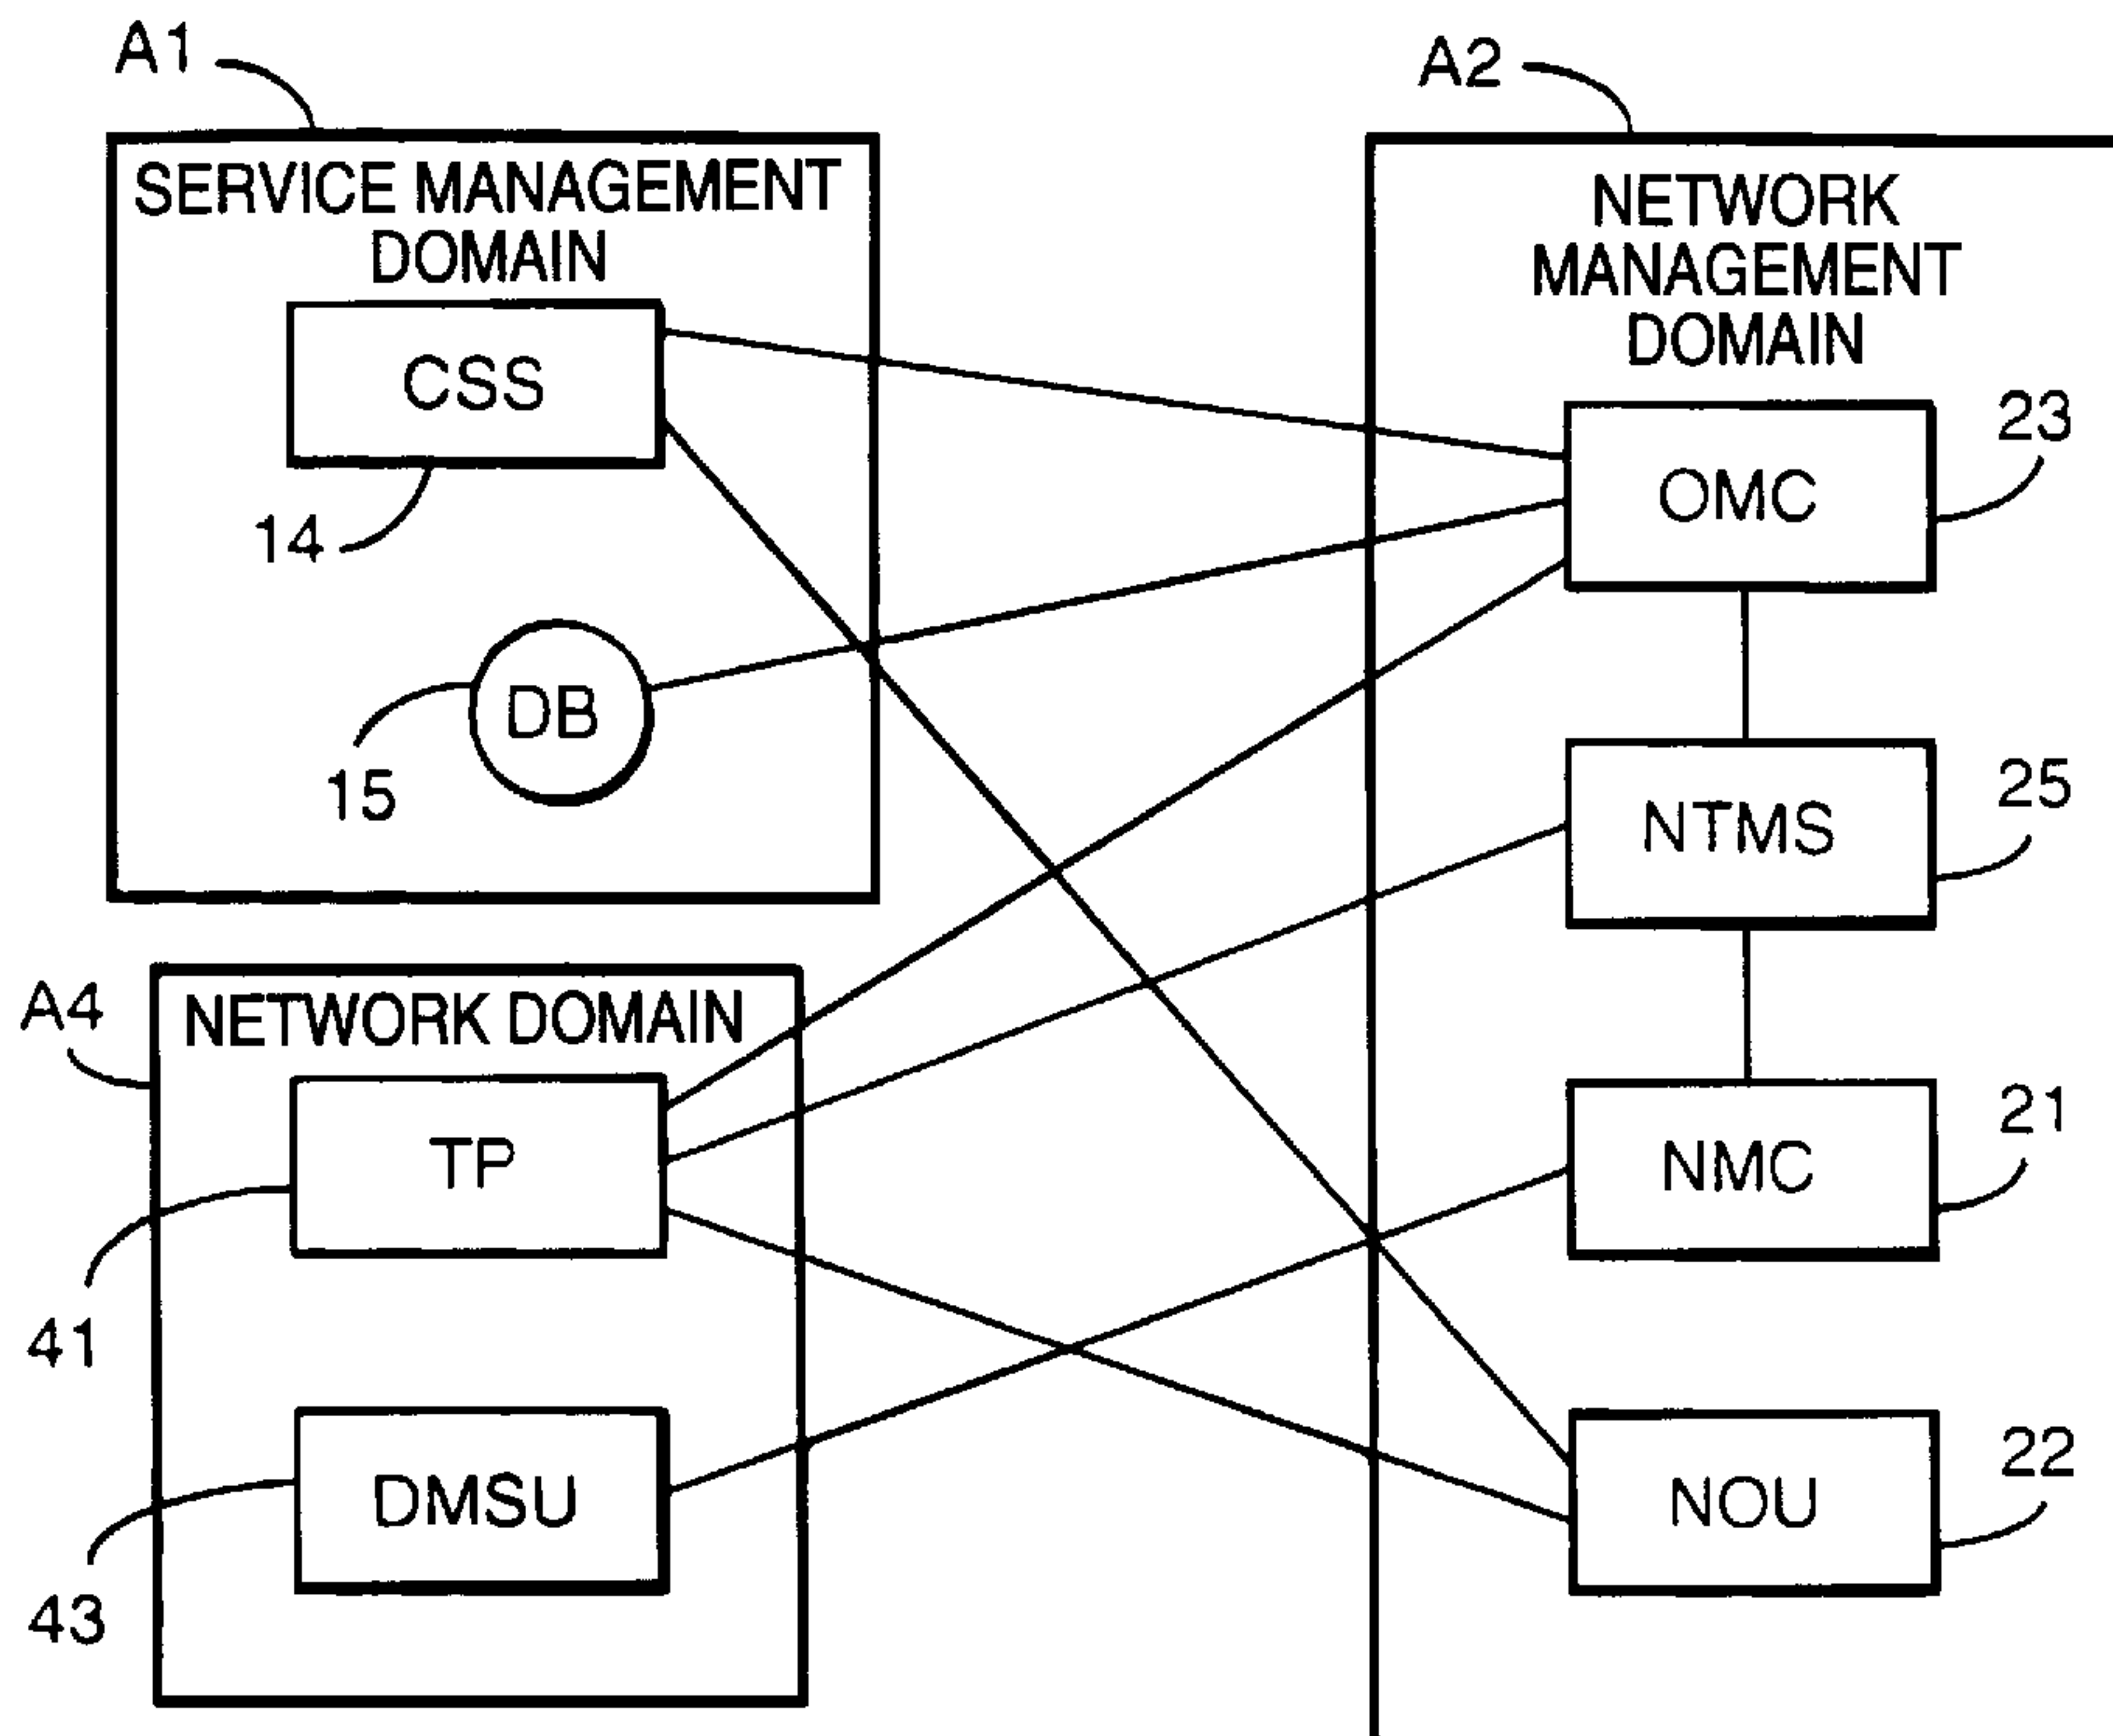 A1
SERVICE MANAGEMENT
DOMAIN
CSS
14
DB
15
A2
NETWORK
MANAGEMENT
DOMAIN
23
OMC
25
NTMS
21
NMC
22
NOU
A4
NETWORK DOMAIN
TP
41
DMSU
43